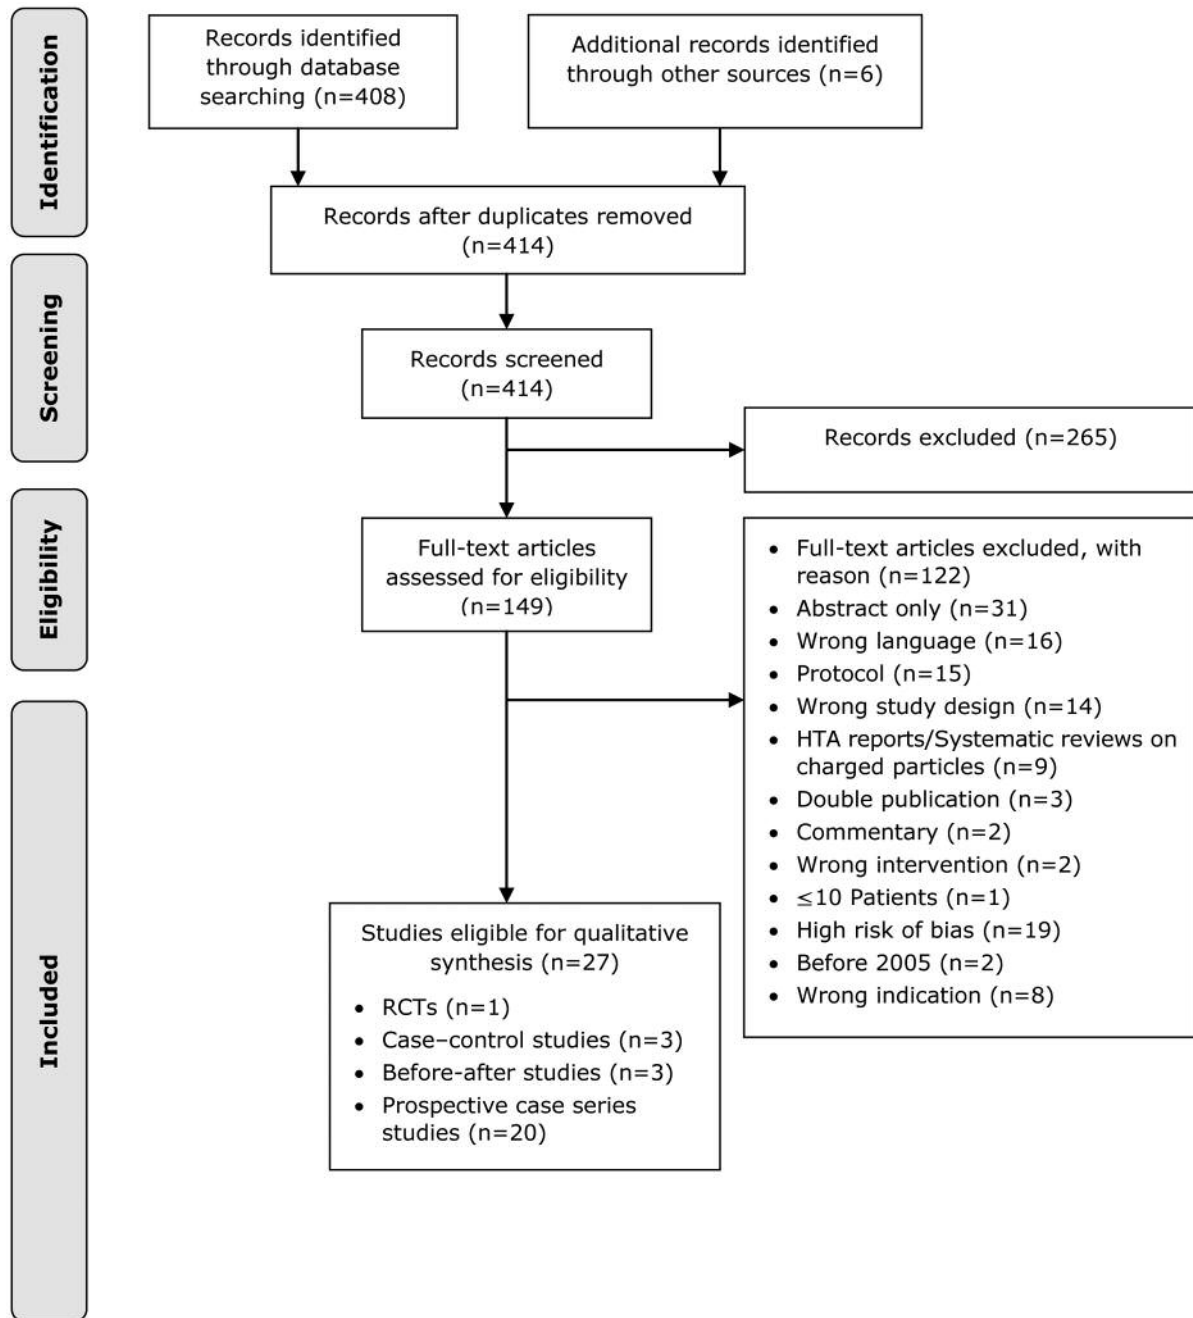 Identification
Records identified
through database
searching (n=408)
Additional records identified
through other sources (n=6)
Records after duplicates removed
(n=414)
Screening
Records screened
(n=414)
Records excluded (n=265)
Eligibility
Full-text articles
assessed for eligibility
(n=149)
• Full-text articles excluded, with
reason (n=122)
• Abstract only (n=31)
• Wrong language (n=16)
• Protocol (n=15)
• Wrong study design (n=14)
• HTA reports/Systematic reviews on
charged particles (n=9)
• Double publication (n=3)
• Commentary (n=2)
• Wrong intervention (n=2)
• ≤10 Patients (n=1)
• High risk of bias (n=19)
• Before 2005 (n=2)
• Wrong indication (n=8)
Included
Studies eligible for qualitative
synthesis (n=27)
• RCTs (n=1)
• Case–control studies (n=3)
• Before-after studies (n=3)
• Prospective case series
studies (n=20)